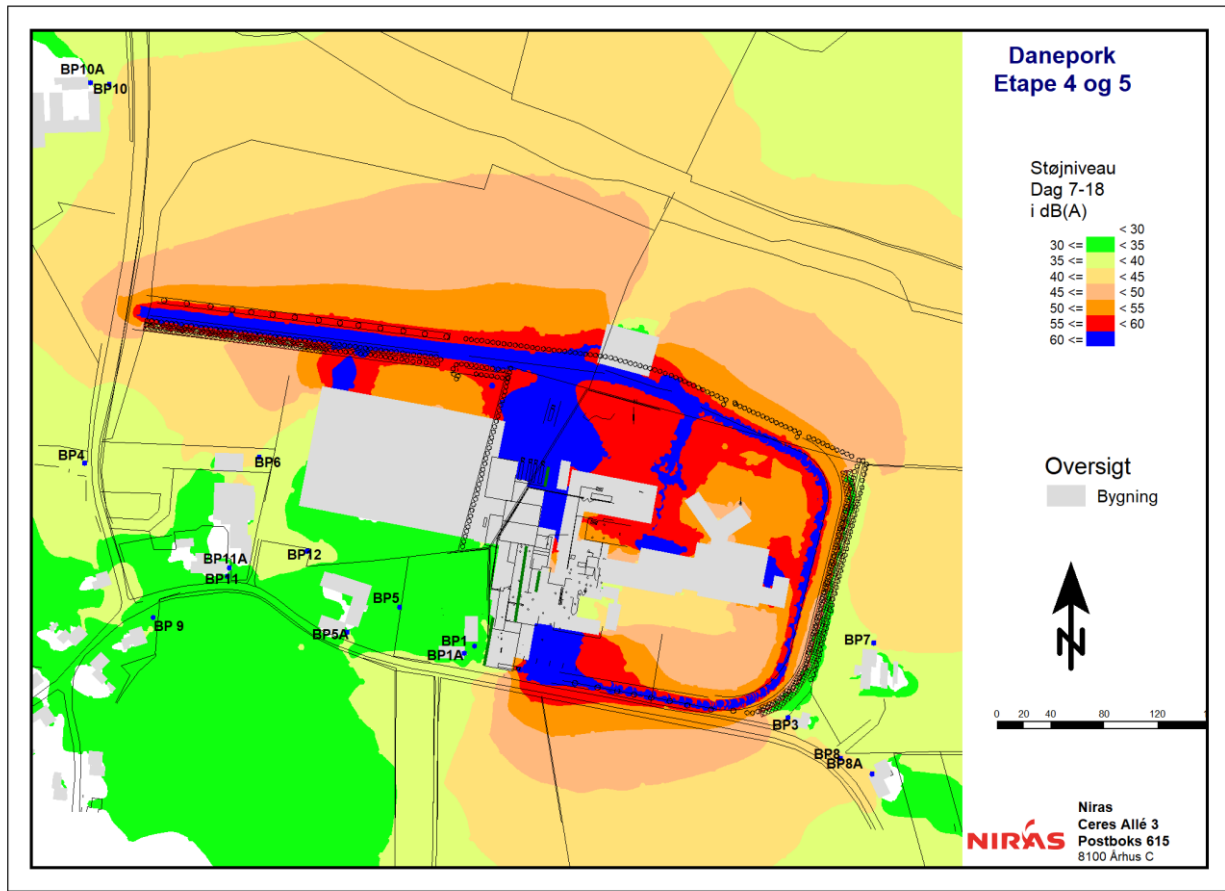 Danepork
Etape 4 og 5
Støjniveau
Dag 7-18
i dB(A)
< 30
30 <= < 35
35 <= < 40
40 <= < 45
45 <= < 50
50 <= < 55
55 <= < 60
60 <=
Oversigt
Bygning
N
0 20 40 80 120
NIRAS
Niras
Ceres Allé 3
Postboks 615
8100 Århus C
BP10A
BP10
BP4
BP6
BP12
BP11A
BP11
BP 9
BP5
BP5A
BP1
BP1A
BP7
BP3
BP8
BP8A